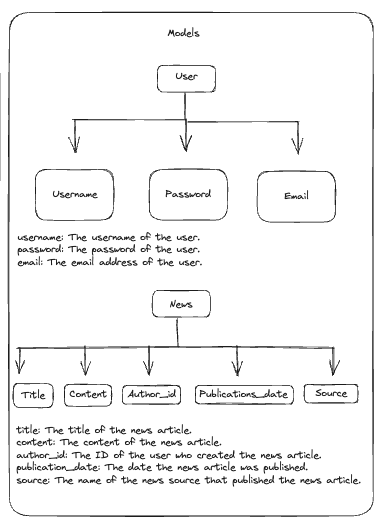 Models
User
Username Password Email
username: The username of the user.
password: The password of the user.
email: The email address of the user.
News
Title Content Author_id Publications_date Source
title: The title of the news article.
content: The content of the news article.
author_id: The ID of the user who created the news article.
publication_date: The date the news article was published.
source: The name of the news source that published the news article.